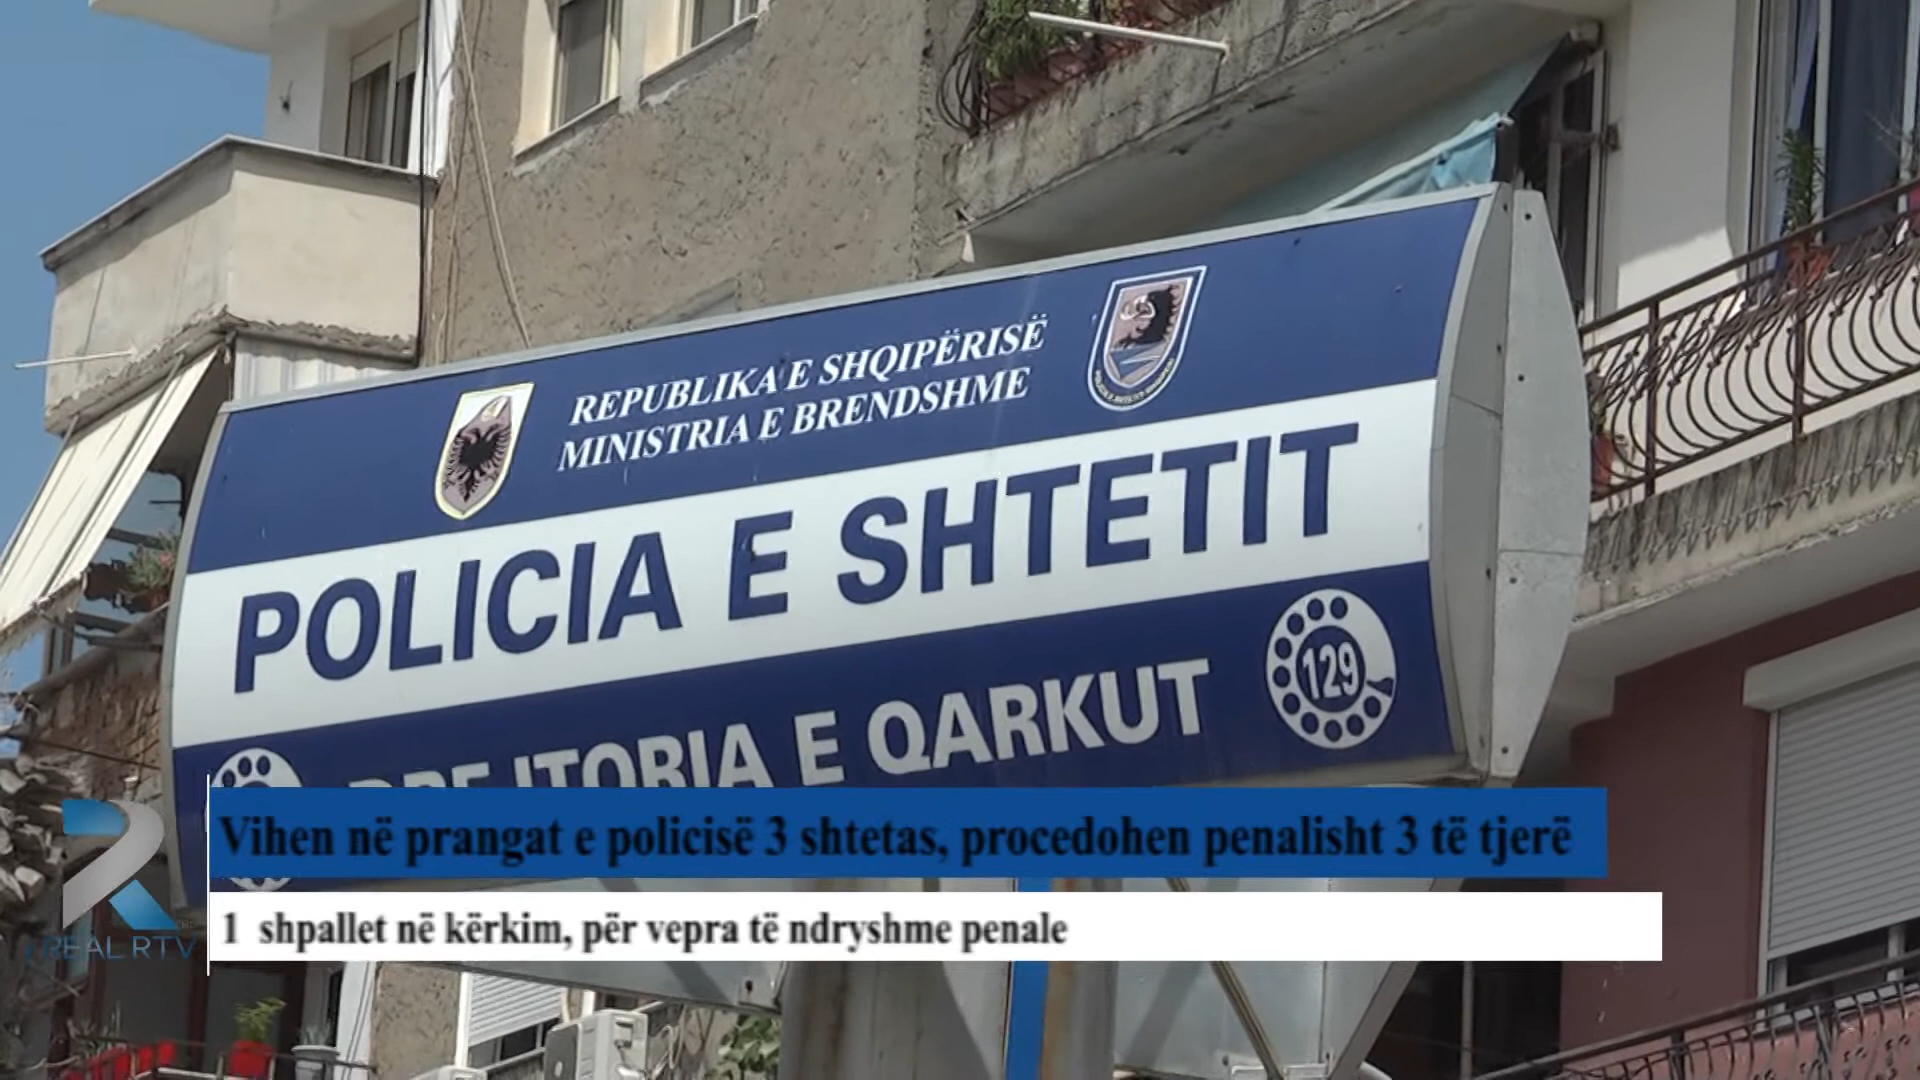 REPUBLIKA E SHQIPËRISË
MINISTRIA E BRENDSHME
POLICIA E SHTETIT
129
DREJTORIA E QARKUT
Vihen në prangat e policisë 3 shtetas, procedohen penalisht 3 të tjerë
1 shpallet në kërkim, për vepra të ndryshme penale
REAL RTV